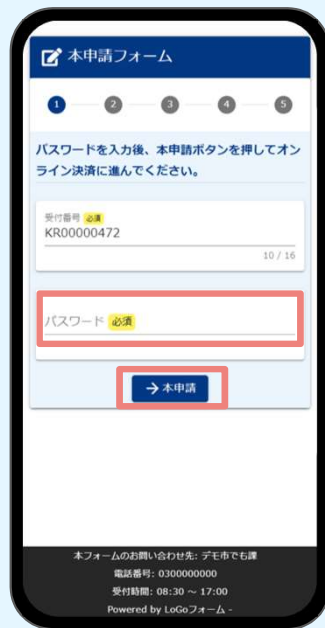 本申請フォーム
1 2 3 4 5
パスワードを入力後、本申請ボタンを押してオン
ライン決済に進んでください。
受付番号 必須
KR00000472
10 / 16
パスワード 必須
→ 本申請
本フォームのお問い合わせ先: デモ市でも課
電話番号: 0300000000
受付時間: 08:30 ～ 17:00
Powered by LoGoフォーム -